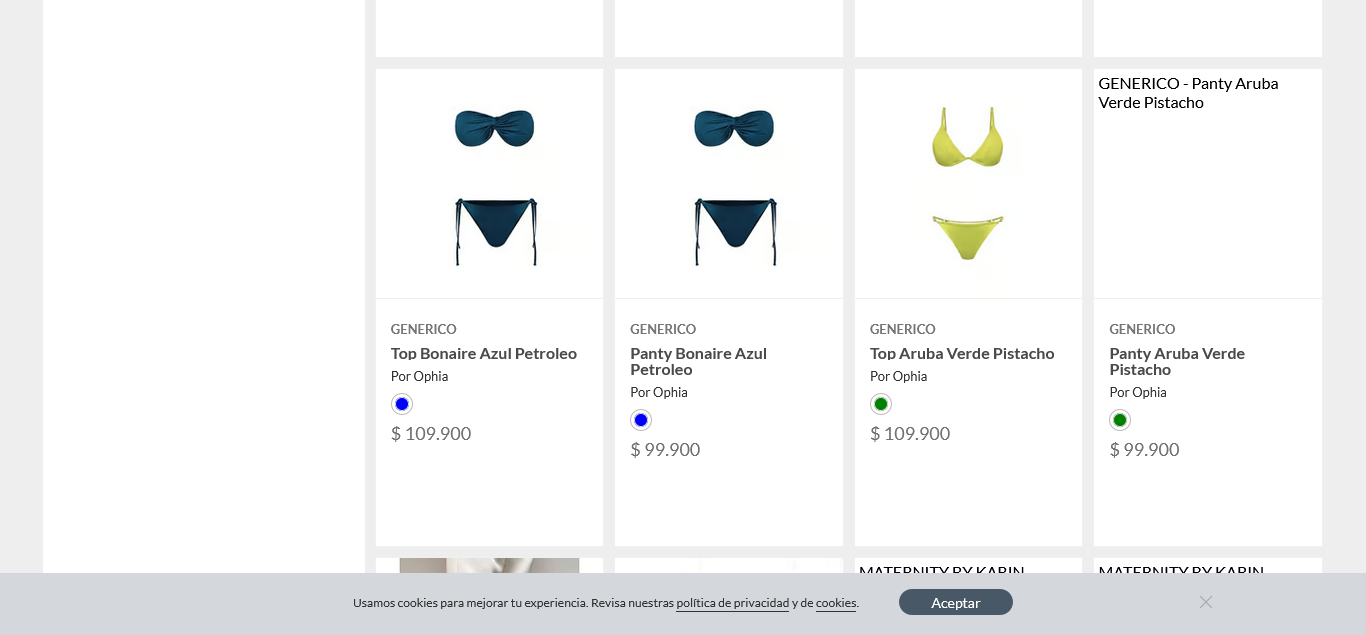 GENERICO - Panty Aruba
Verde Pistacho
GENERICO
Top Bonaire Azul Petroleo
Por Ophia
$ 109.900
GENERICO
Panty Bonaire Azul
Petroleo
Por Ophia
$ 99.900
GENERICO
Top Aruba Verde Pistacho
Por Ophia
$ 109.900
GENERICO
Panty Aruba Verde
Pistacho
Por Ophia
$ 99.900
MATERNITY BY KARIN
MATERNITY BY KARIN
Usamos cookies para mejorar tu experiencia. Revisa nuestras política de privacidad y de cookies.
Aceptar